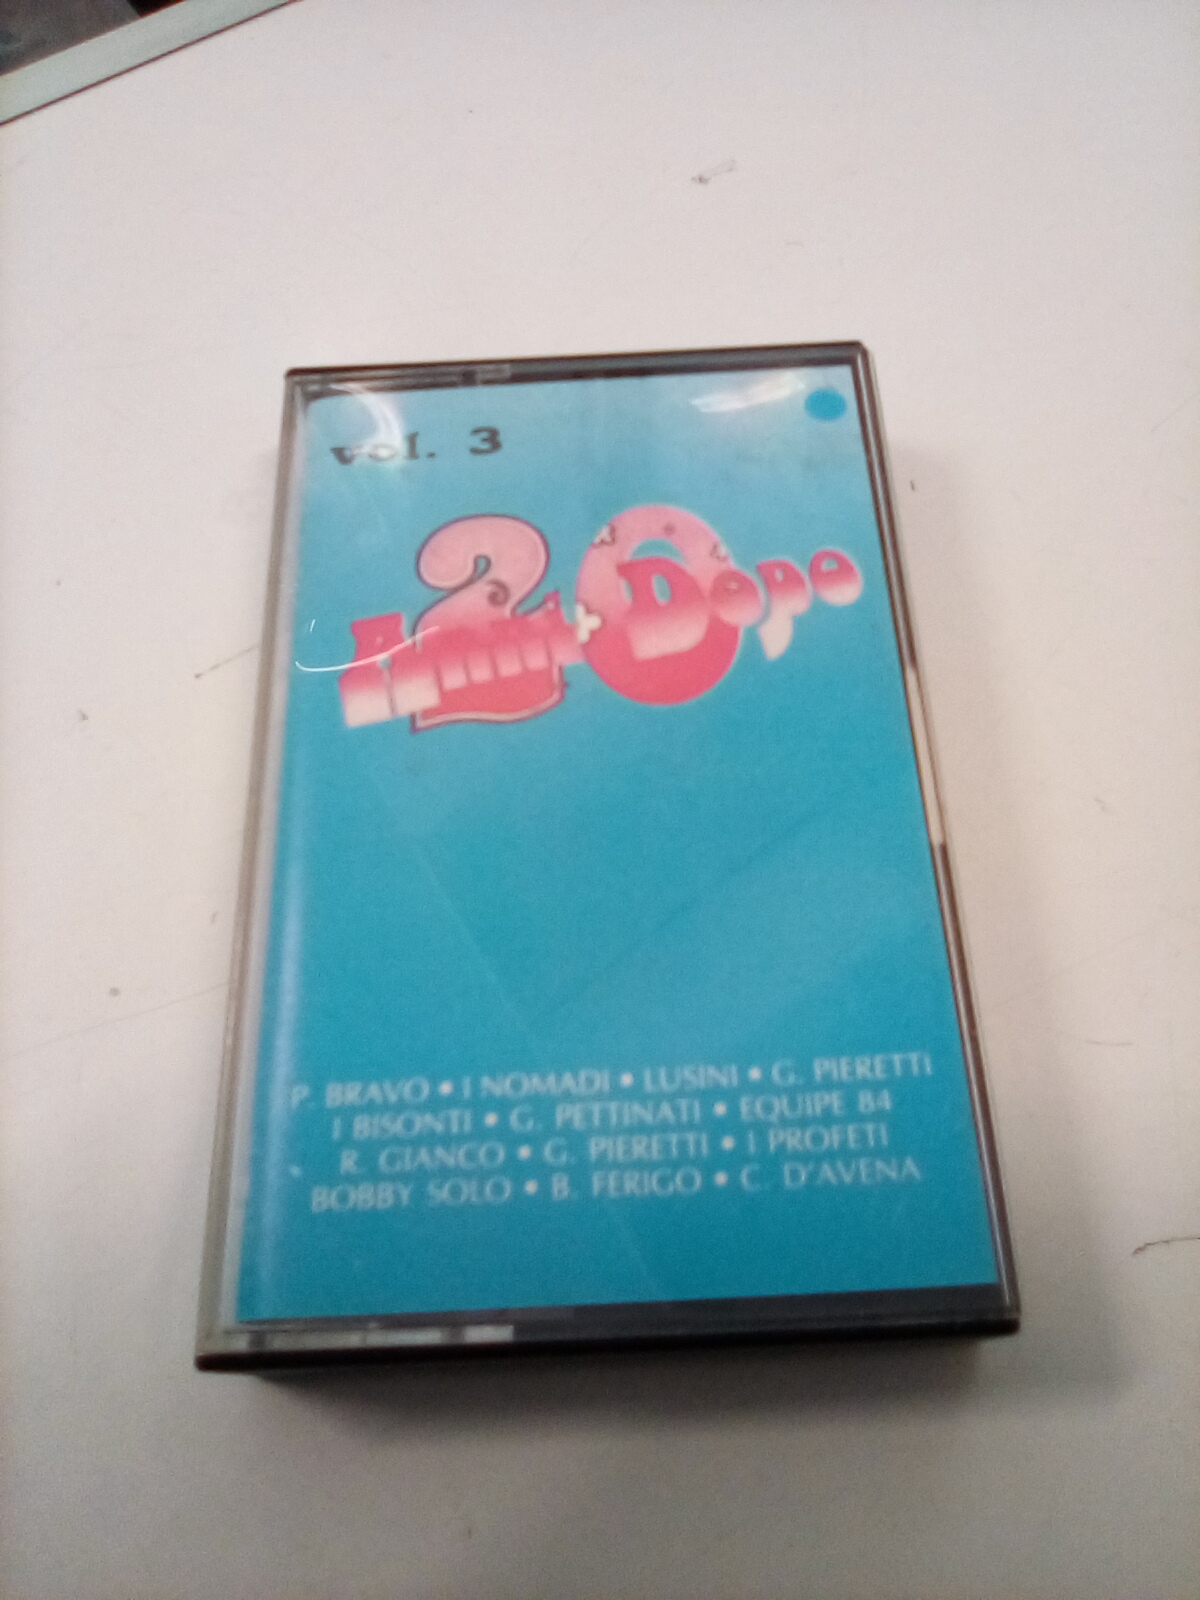 vol. 3
20
Anni Dopo
P. BRAVO • I NOMADI • LUSINI • G. PIERETTI
I BISONTI • G. PETTINATI • EQUIPE 84
R. GIANCO • G. PIERETTI • I PROFETI
BOBBY SOLO • B. FERIGO • C. D'AVENA